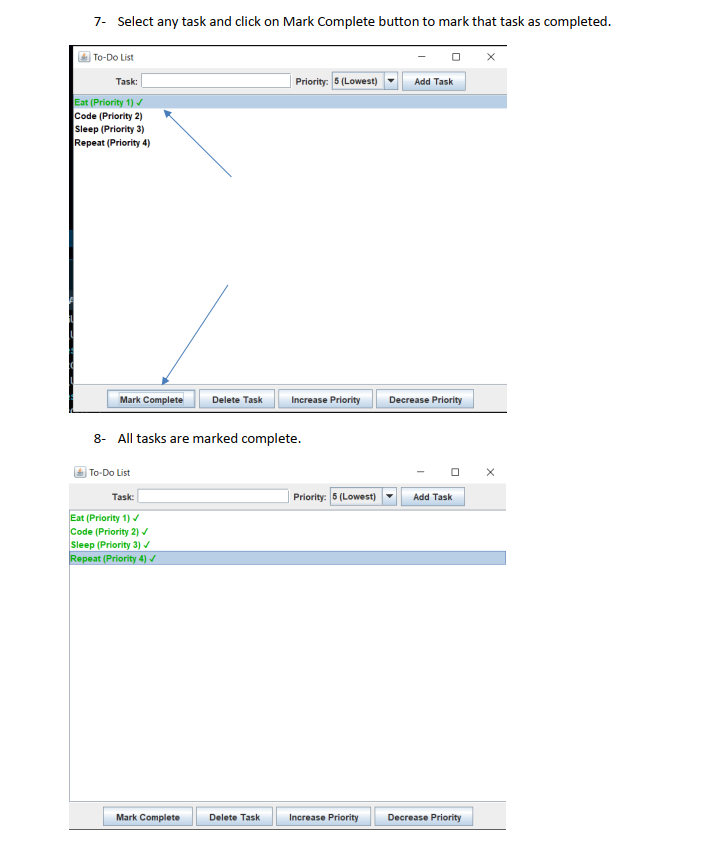 7- Select any task and click on Mark Complete button to mark that task as completed.
To-Do List
Task: Priority: 5 (Lowest) Add Task
Eat (Priority 1) ✓
Code (Priority 2)
Sleep (Priority 3)
Repeat (Priority 4)
Mark Complete Delete Task Increase Priority Decrease Priority
8- All tasks are marked complete.
To-Do List
Task: Priority: 5 (Lowest) Add Task
Eat (Priority 1) ✓
Code (Priority 2) ✓
Sleep (Priority 3) ✓
Repeat (Priority 4) ✓
Mark Complete Delete Task Increase Priority Decrease Priority